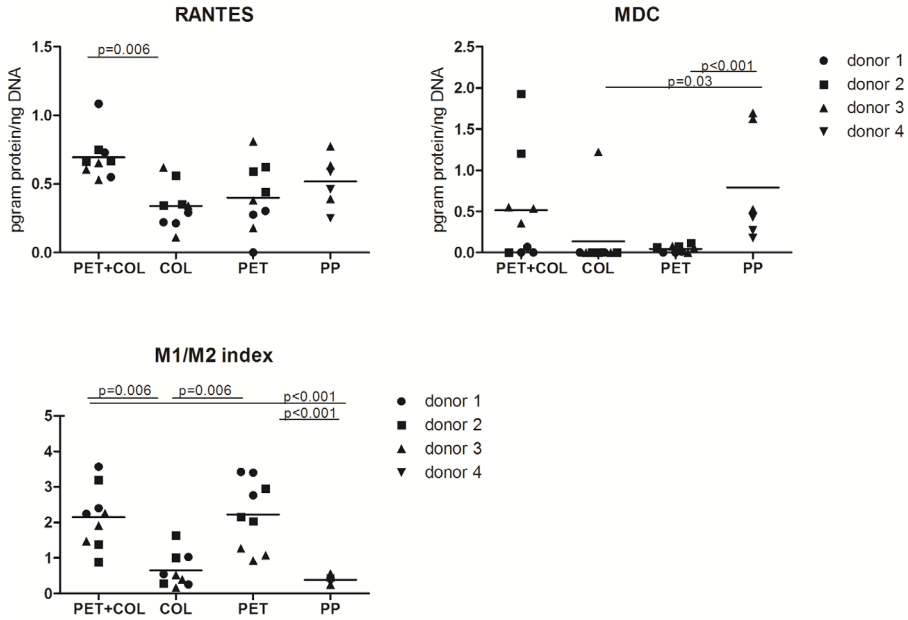 RANTES
p=0.006
pgram protein/ng DNA
1.5
1.0
0.5
0.0
PET+COL COL PET PP
MDC
p<0.001
p=0.03
pgram protein/ng DNA
2.5
2.0
1.5
1.0
0.5
0.0
PET+COL COL PET PP
donor 1
donor 2
donor 3
donor 4
M1/M2 index
p=0.006 p=0.006 p<0.001
p<0.001
5
4
3
2
1
0
PET+COL COL PET PP
donor 1
donor 2
donor 3
donor 4